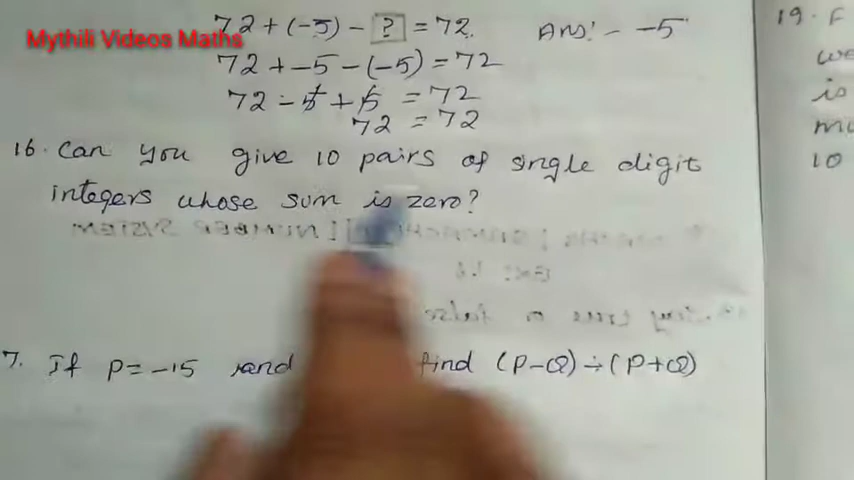 72 + (-5) - ? = 72. Ans: - -5
Mythili Videos Maths
72 + -5 - (-5) = 72
72 - 5 + 5 = 72
72 = 72
16. Can you give 10 pairs of single digit
integers whose sum is zero?
7. If P = -15 and find (P-Q) ÷ (P+Q)
19. F
we
is
mu
10